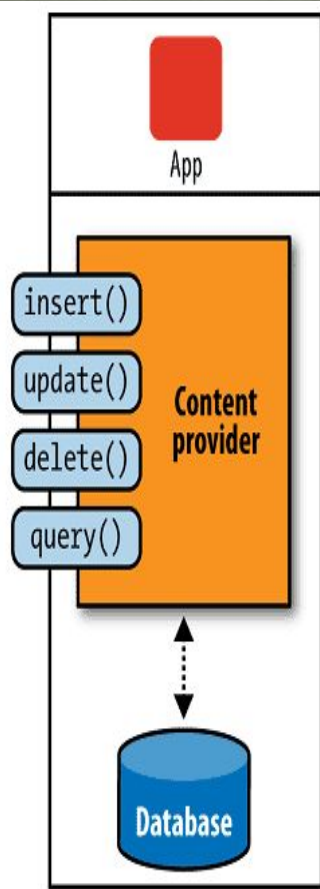 App
insert()
update()
delete()
query()
Content
provider
Database